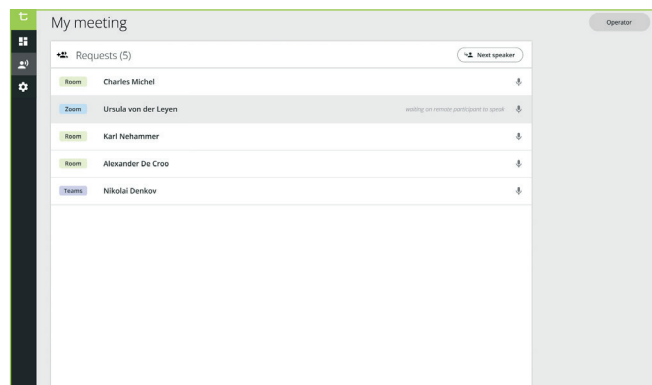 My meeting
Operator
Requests (5)
Next speaker
Room Charles Michel
Zoom Ursula von der Leyen waiting on remote participant to speak
Room Karl Nehammer
Room Alexander De Croo
Teams Nikolai Denkov